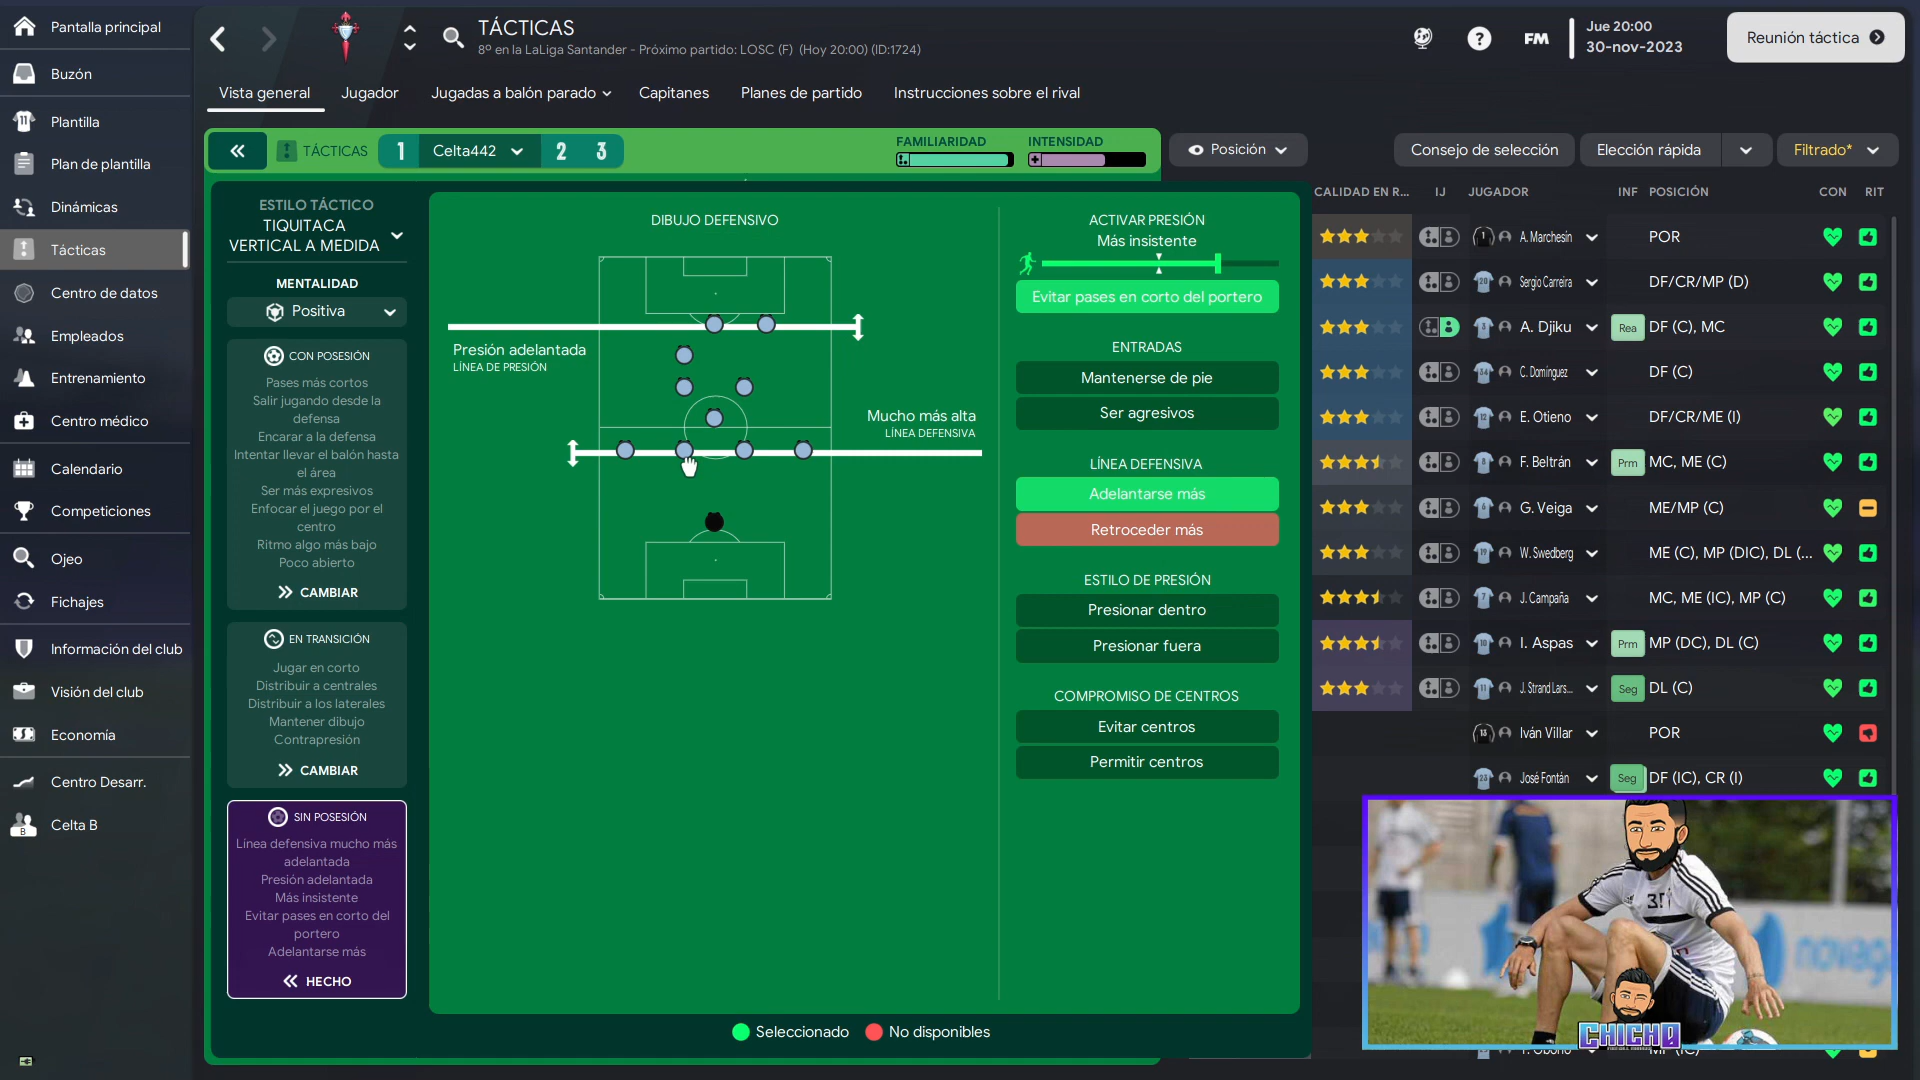 Pantalla principal
Buzón
Plantilla
Plan de plantilla
Dinámicas
Tácticas
Centro de datos
Empleados
Entrenamiento
Centro médico
Calendario
Competiciones
Ojeo
Fichajes
Información del club
Visión del club
Economía
Centro Desarr.
Celta B
TÁCTICAS
8º en la LaLiga Santander - Próximo partido: LOSC (F) (Hoy 20:00) (ID:1724)
FM
Jue 20:00
30-nov-2023
Reunión táctica
Vista general
Jugador
Jugadas a balón parado
Capitanes
Planes de partido
Instrucciones sobre el rival
TÁCTICAS
1
Celta442
2
3
FAMILIARIDAD
INTENSIDAD
Posición
Consejo de selección
Elección rápida
Filtrado*
ESTILO TÁCTICO
TIQUITACA
VERTICAL A MEDIDA
MENTALIDAD
Positiva
CON POSESIÓN
Pases más cortos
Salir jugando desde la
defensa
Encarar a la defensa
Intentar llevar el balón hasta
el área
Ser más expresivos
Enfocar el juego por el
centro
Ritmo algo más bajo
Poco abierto
CAMBIAR
EN TRANSICIÓN
Jugar en corto
Distribuir a centrales
Distribuir a los laterales
Mantener dibujo
Contrapresión
CAMBIAR
SIN POSESIÓN
Línea defensiva mucho más
adelantada
Presión adelantada
Más insistente
Evitar pases en corto del
portero
Adelantarse más
HECHO
DIBUJO DEFENSIVO
Presión adelantada
LÍNEA DE PRESIÓN
Mucho más alta
LÍNEA DEFENSIVA
ACTIVAR PRESIÓN
Más insistente
Evitar pases en corto del portero
ENTRADAS
Mantenerse de pie
Ser agresivos
LÍNEA DEFENSIVA
Adelantarse más
Retroceder más
ESTILO DE PRESIÓN
Presionar dentro
Presionar fuera
COMPROMISO DE CENTROS
Evitar centros
Permitir centros
Seleccionado
No disponibles
CALIDAD EN R... IJ JUGADOR INF POSICIÓN CON RIT
A. Marchesín POR
Sergio Carreira DF/CR/MP (D)
A. Djiku Rea DF (C), MC
C. Domínguez DF (C)
E. Otieno DF/CR/ME (I)
F. Beltrán Prm MC, ME (C)
G. Veiga ME/MP (C)
W. Swedberg ME (C), MP (DIC), DL (...
J. Campaña MC, ME (IC), MP (C)
I. Aspas Prm MP (DC), DL (C)
J. Strand Lars... Seg DL (C)
Iván Villar POR
José Fontán Seg DF (IC), CR (I)
CHICHO